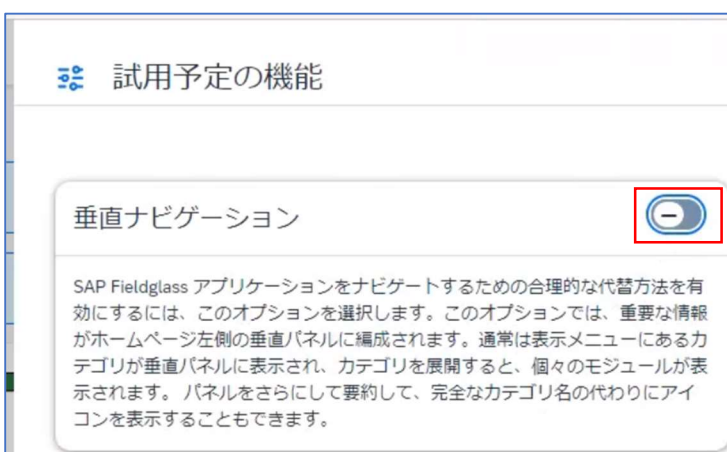 試用予定の機能
垂直ナビゲーション
SAP Fieldglass アプリケーションをナビゲートするための合理的な代替方法を有
効にするには、このオプションを選択します。このオプションでは、重要な情報
がホームページ左側の垂直パネルに編成されます。通常は表示メニューにあるカ
テゴリが垂直パネルに表示され、カテゴリを展開すると、個々のモジュールが表
示されます。 パネルをさらにして要約して、完全なカテゴリ名の代わりにアイ
コンを表示することもできます。